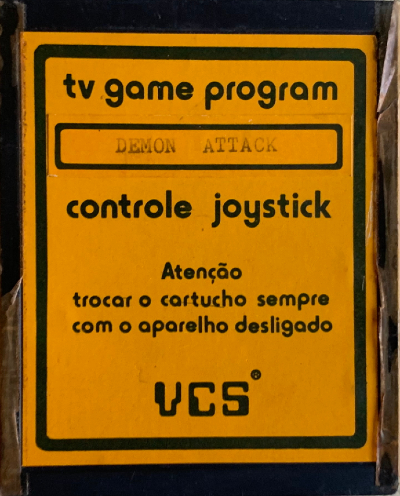 tv game program
DEMON ATTACK
controle joystick
Atenção
trocar o cartucho sempre
com o aparelho desligado
VCS®